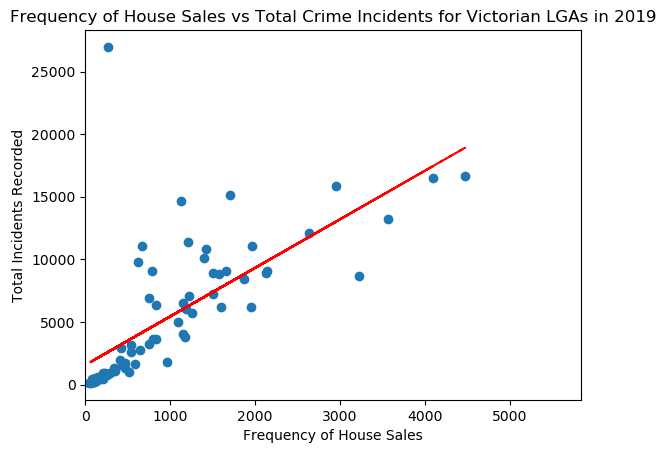 Frequency of House Sales vs Total Crime Incidents for Victorian LGAs in 2019
25000
20000
15000
10000
5000
0
Total Incidents Recorded
0 1000 2000 3000 4000 5000
Frequency of House Sales